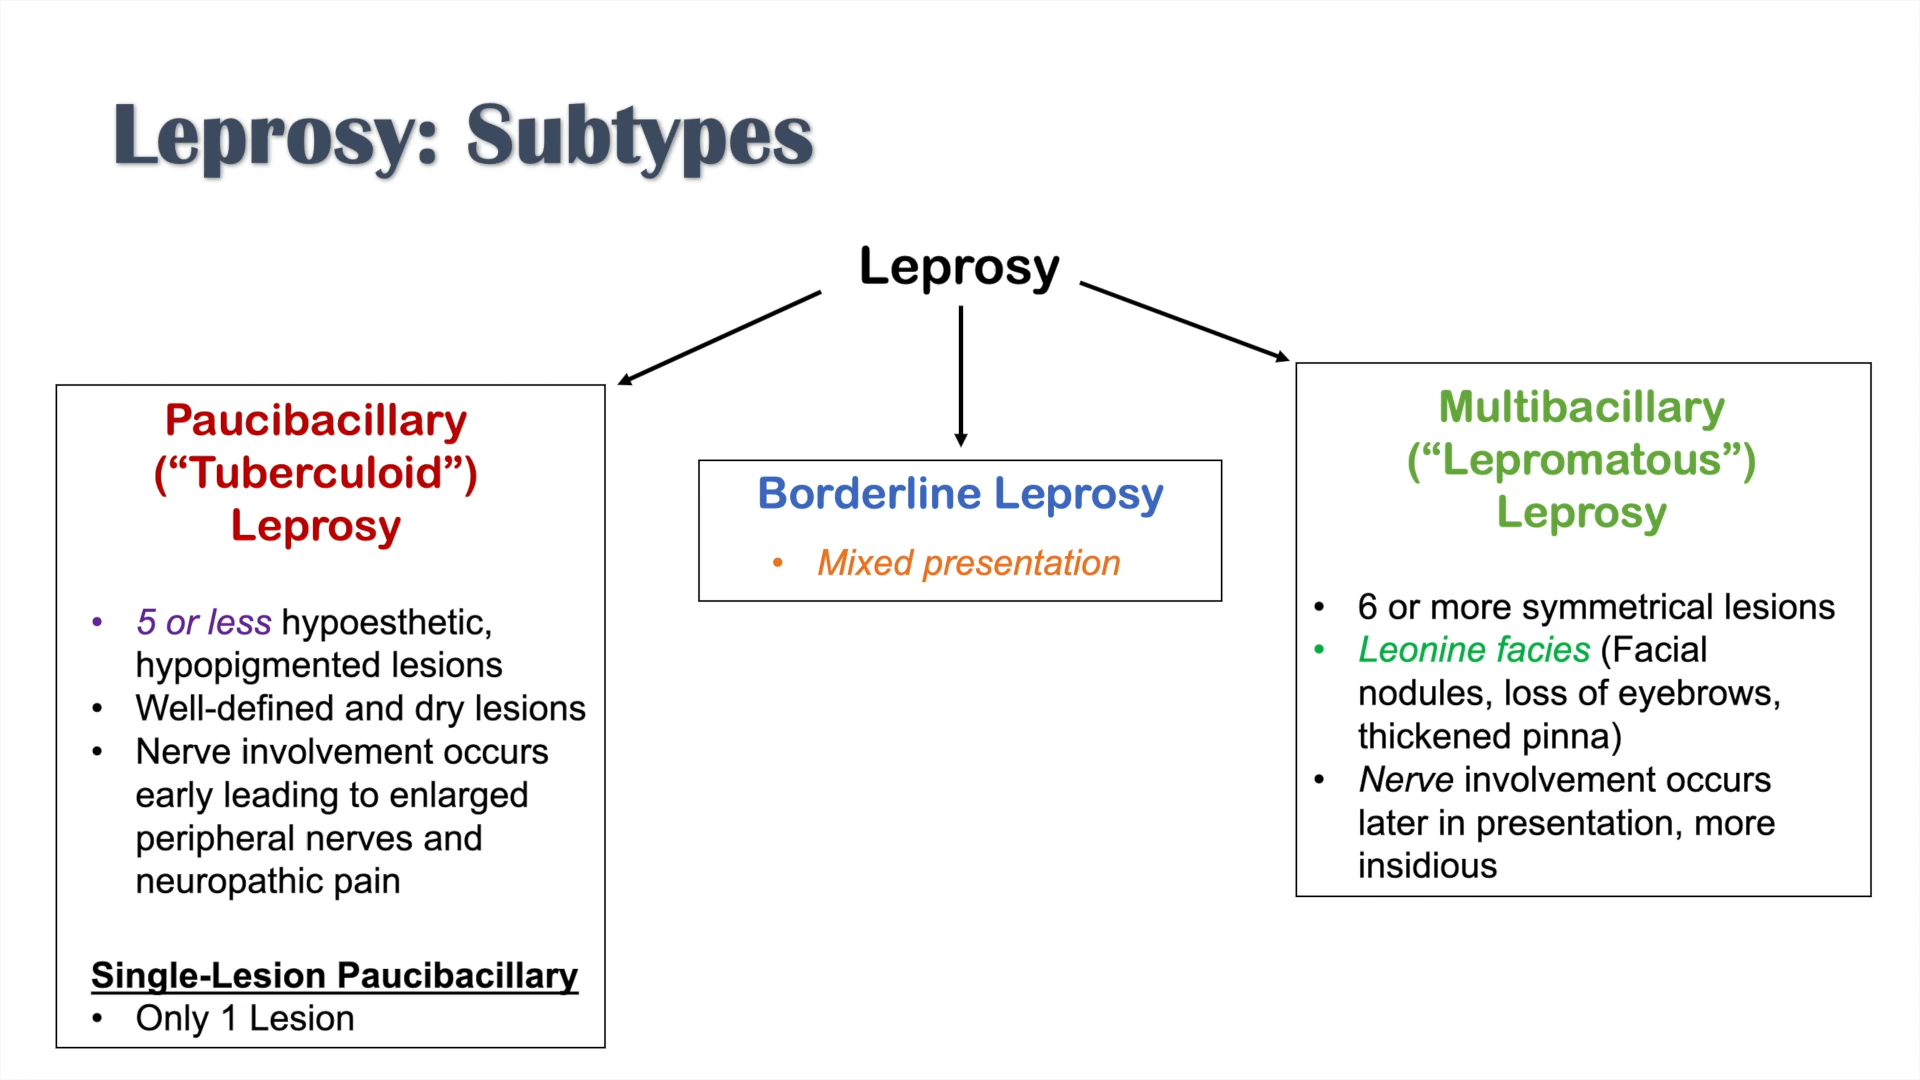 Leprosy: Subtypes
Leprosy
Paucibacillary
(“Tuberculoid”)
Leprosy
• 5 or less hypoesthetic,
hypopigmented lesions
• Well-defined and dry lesions
• Nerve involvement occurs
early leading to enlarged
peripheral nerves and
neuropathic pain
Single-Lesion Paucibacillary
• Only 1 Lesion
Borderline Leprosy
• Mixed presentation
Multibacillary
(“Lepromatous”)
Leprosy
• 6 or more symmetrical lesions
• Leonine facies (Facial
nodules, loss of eyebrows,
thickened pinna)
• Nerve involvement occurs
later in presentation, more
insidious